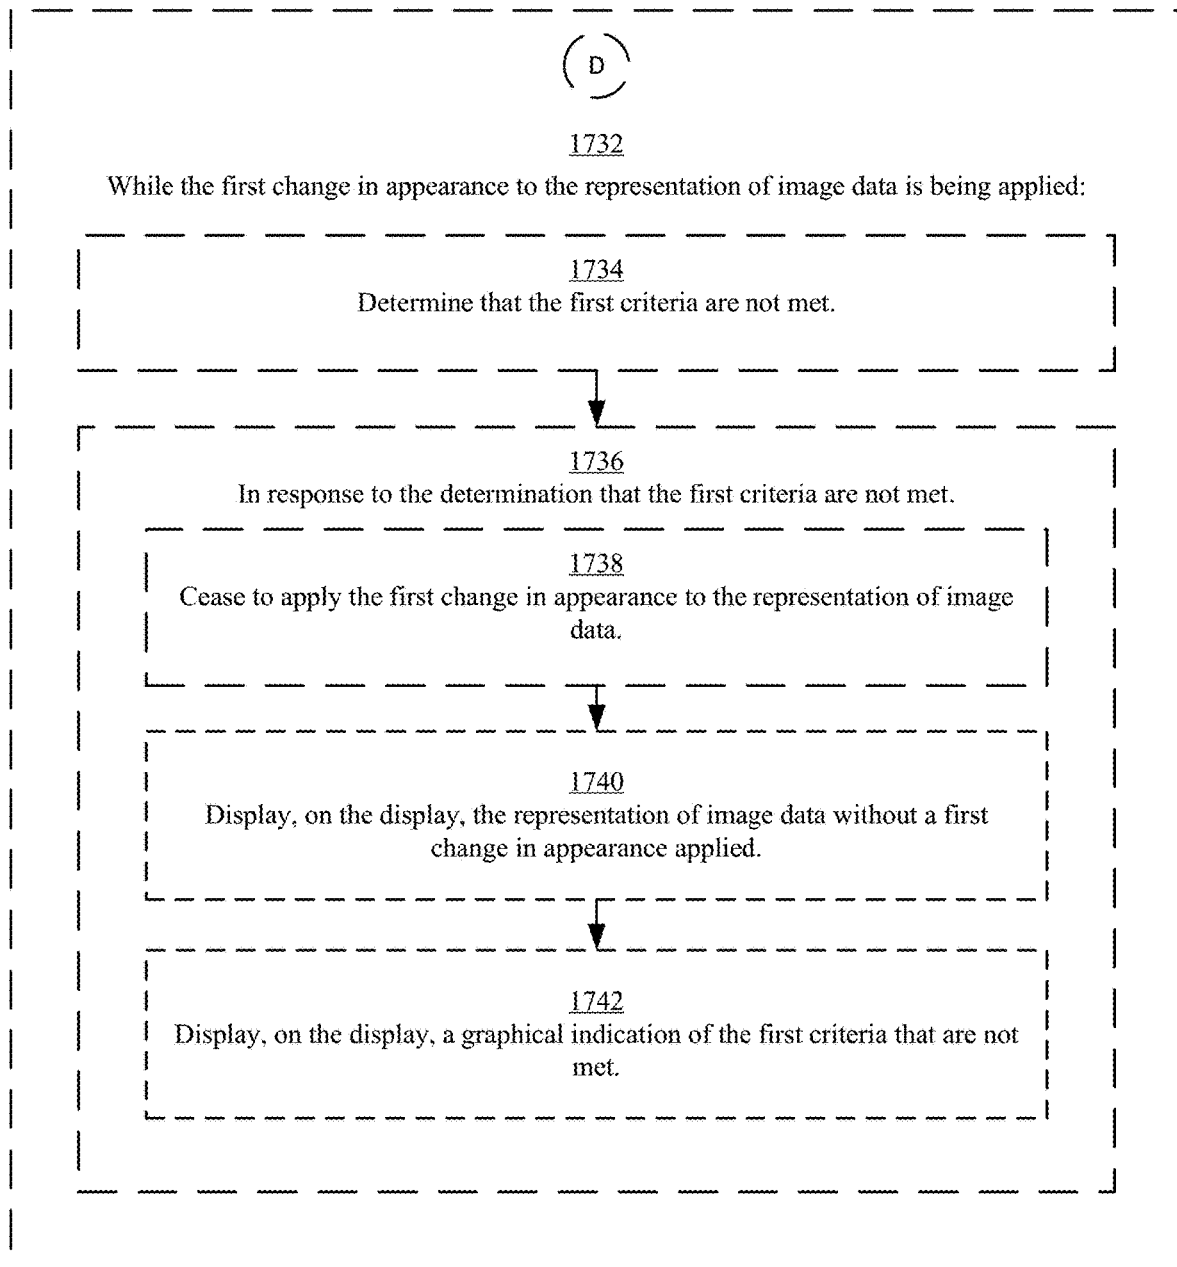 D
1732
While the first change in appearance to the representation of image data is being applied:
1734
Determine that the first criteria are not met.
1736
In response to the determination that the first criteria are not met.
1738
Cease to apply the first change in appearance to the representation of image
data.
1740
Display, on the display, the representation of image data without a first
change in appearance applied.
1742
Display, on the display, a graphical indication of the first criteria that are not
met.